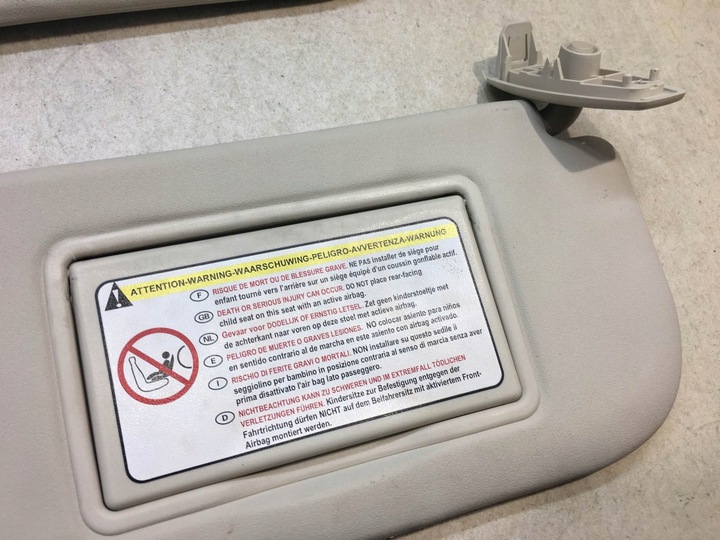 ATTENTION-WARNING-WAARSCHUWING-PELIGRO-AVVERTENZA-WARNUNG
F RISQUE DE MORT OU DE BLESSURE GRAVE. NE PAS installer de siège pour
enfant tourné vers l'arrière sur un siège équipé d'un coussin gonflable actif.
GB DEATH OR SERIOUS INJURY CAN OCCUR. DO NOT place rear-facing
child seat on this seat with an active airbag.
NL Gevaar voor DODELIJK OF ERNSTIG LETSEL. Zet geen kinderstoeltje met
de achterkant naar voren op deze stoel met actieve airbag.
E PELIGRO DE MUERTE O GRAVES LESIONES. NO colocar asiento para niños
en sentido contrario al de marcha en este asiento con airbag activado.
I RISCHIO DI FERITE GRAVI O MORTALI. NON installare su questo sedile il
seggiolino per bambino in posizione contraria al senso di marcia senza aver
prima disattivato l'air bag lato passeggero.
D NICHTBEACHTUNG KANN ZU SCHWEREN UND IM EXTREMFALL TÖDLICHEN
VERLETZUNGEN FÜHREN. Kindersitze zur Befestigung entgegen der
Fahrtrichtung dürfen NICHT auf dem Beifahrersitz mit aktiviertem Front-
Airbag montiert werden.